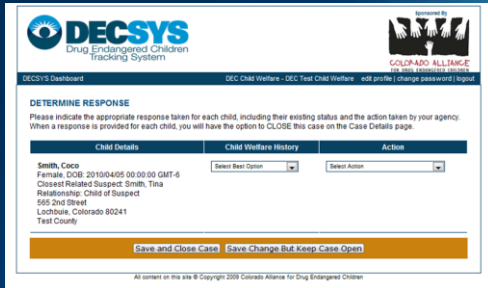 Sponsored By
DECSYS
Drug Endangered Children
Tracking System
COLORADO ALLIANCE
FOR DRUG ENDANGERED CHILDREN
DECSYS Dashboard DEC Child Welfare - DEC Test Child Welfare edit profile | change password | logout
DETERMINE RESPONSE
Please indicate the appropriate response taken for each child, including their existing status and the action taken by your agency.
When a response is provided for each child, you will have the option to CLOSE this case on the Case Details page.
Child Details Child Welfare History Action
Smith, Coco Select Best Option Select Action
Female, DOB: 2010/04/05 00:00:00 GMT-6
Closest Related Suspect: Smith, Tina
Relationship: Child of Suspect
565 2nd Street
Lochbuie, Colorado 80241
Test County
Save and Close Case Save Change But Keep Case Open
All content on this site © Copyright 2009 Colorado Alliance for Drug Endangered Children